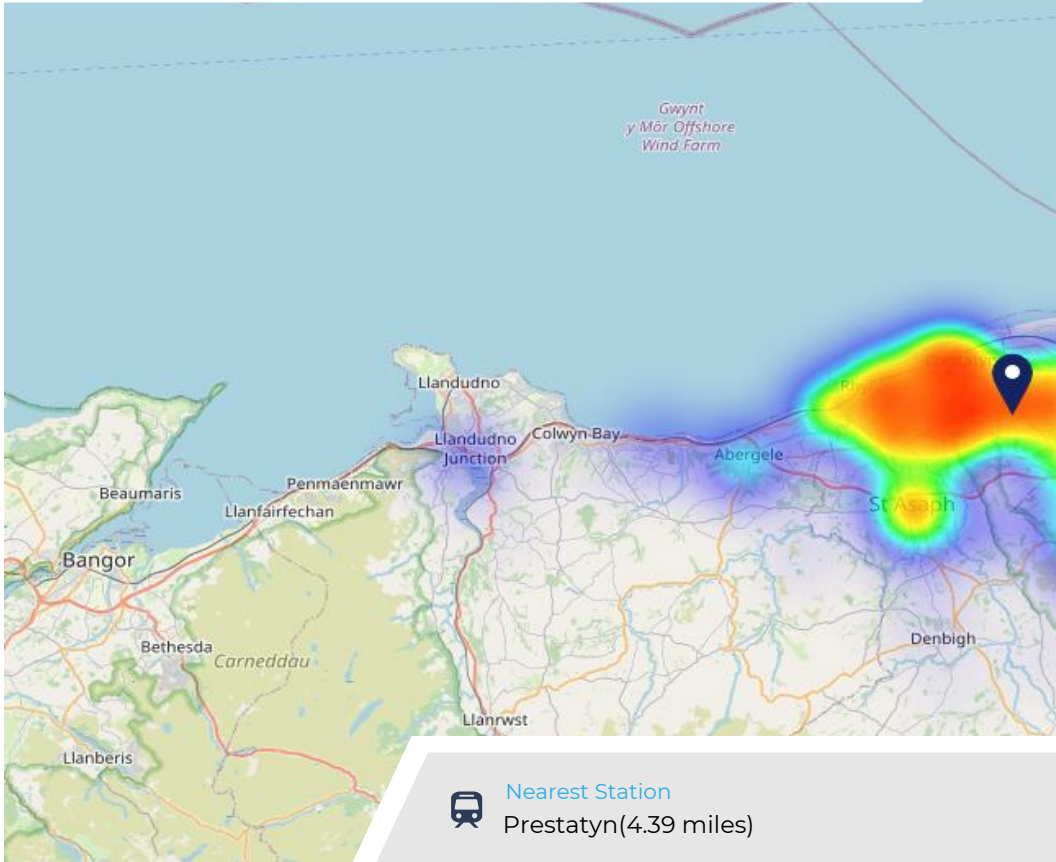 Gwynt
y Môr Offshore
Wind Farm
Llandudno
Rhyl
Llandudno
Junction
Colwyn Bay
Abergele
Beaumaris
Penmaenmawr
St Asaph
Llanfairfechan
Bangor
Denbigh
Bethesda
Carneddau
Llanrwst
Llanberis
Nearest Station
Prestatyn(4.39 miles)